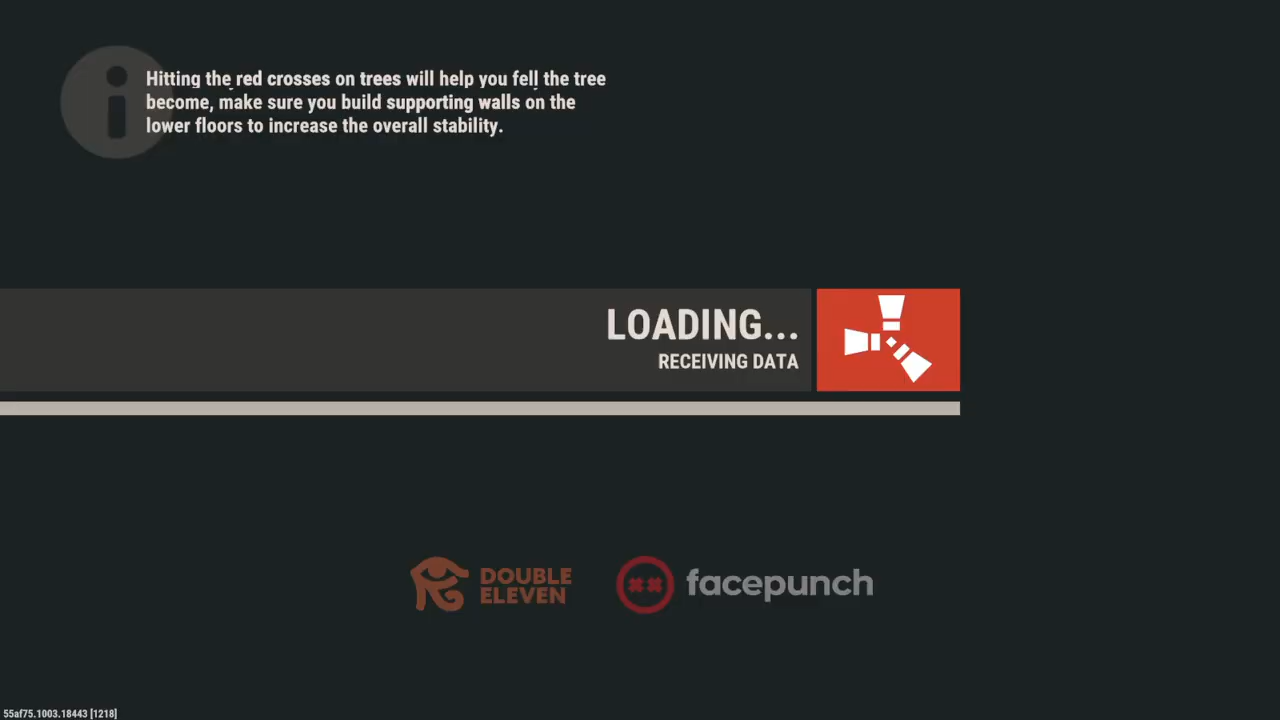 Hitting the red crosses on trees will help you fell the tree
become, make sure you build supporting walls on the
lower floors to increase the overall stability.
LOADING...
RECEIVING DATA
DOUBLE
ELEVEN
facepunch
55af75.1003.18443 [1218]